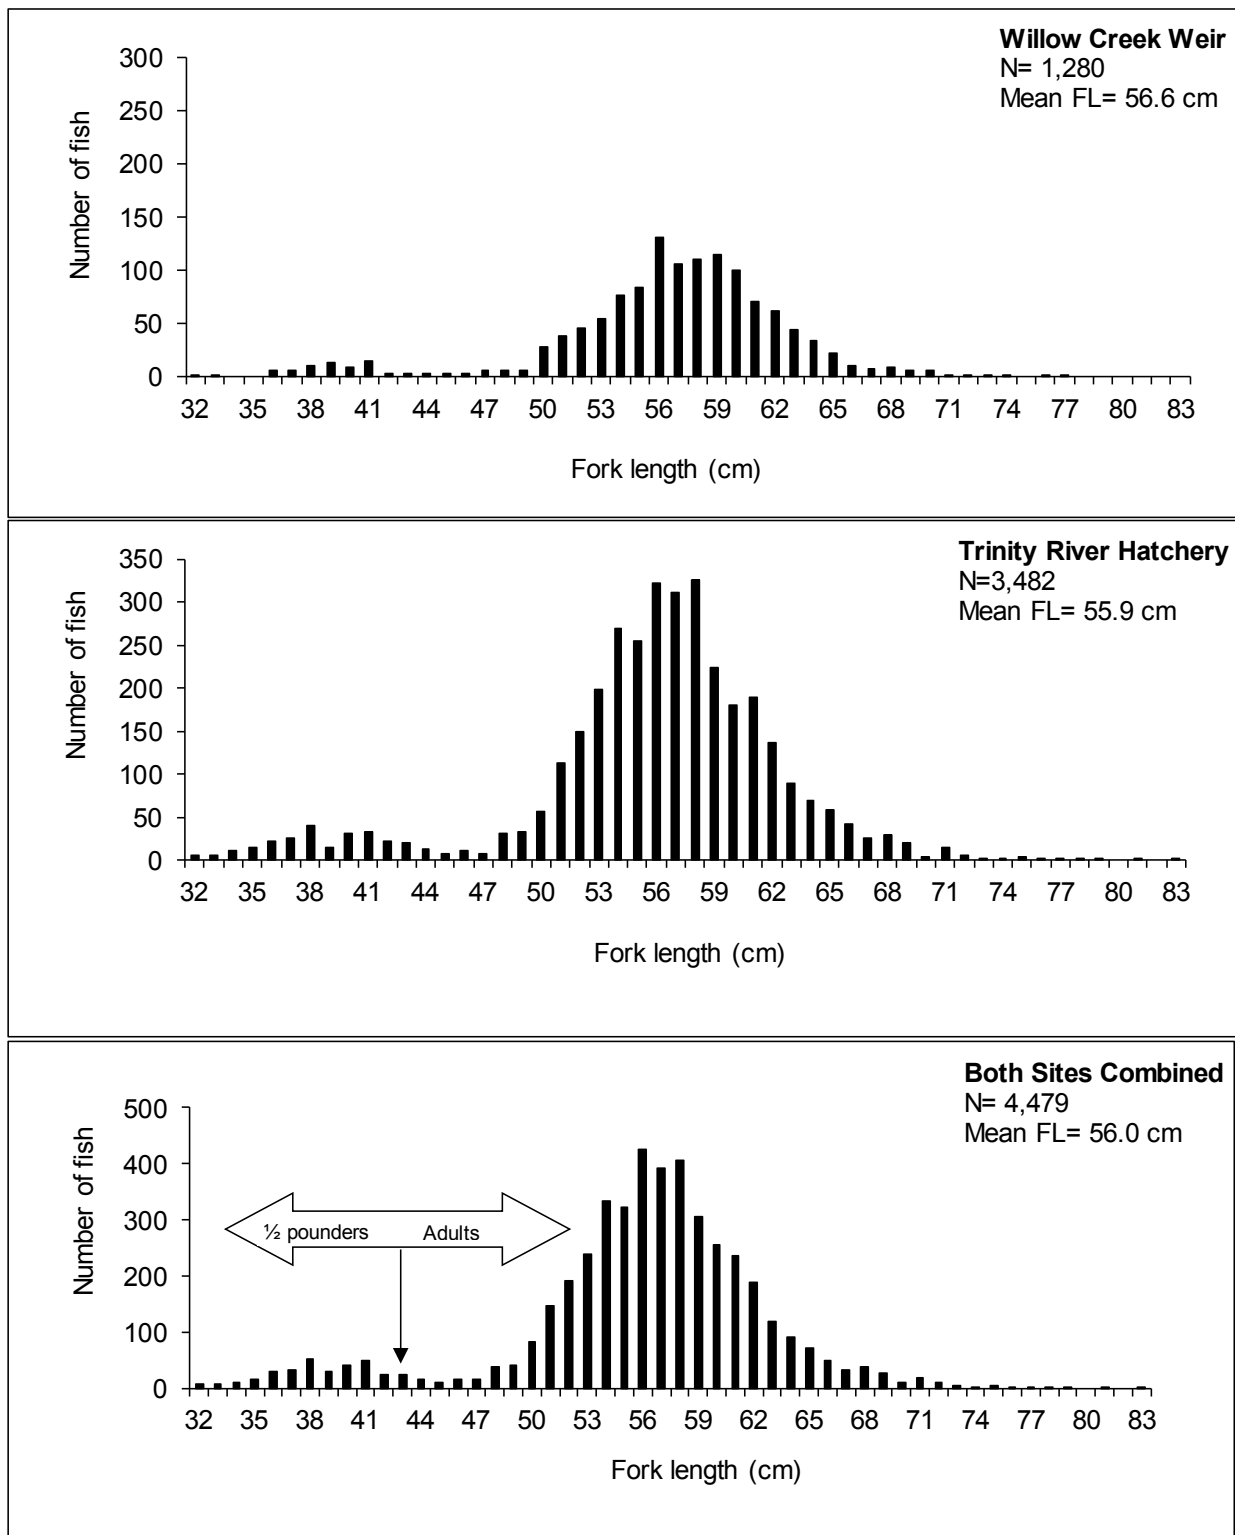 Willow Creek Weir
N= 1,280
Mean FL= 56.6 cm
Number of fish
300
250
200
150
100
50
0
32 35 38 41 44 47 50 53 56 59 62 65 68 71 74 77 80 83
Fork length (cm)
Trinity River Hatchery
N=3,482
Mean FL= 55.9 cm
Number of fish
350
300
250
200
150
100
50
0
32 35 38 41 44 47 50 53 56 59 62 65 68 71 74 77 80 83
Fork length (cm)
Both Sites Combined
N= 4,479
Mean FL= 56.0 cm
Number of fish
500
400
300
200
100
0
½ pounders Adults
32 35 38 41 44 47 50 53 56 59 62 65 68 71 74 77 80 83
Fork length (cm)